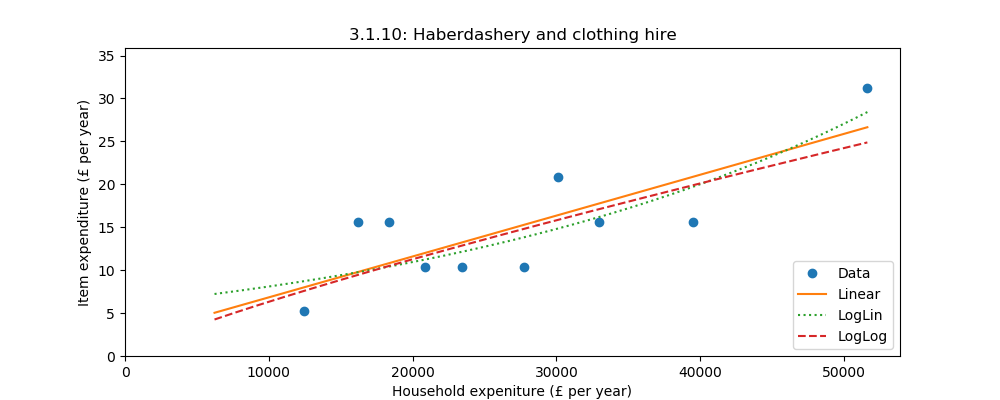 3.1.10: Haberdashery and clothing hire
Item expenditure (£ per year)
35
30
25
20
15
10
5
0
0 10000 20000 30000 40000 50000
Household expeniture (£ per year)
Data
Linear
LogLin
LogLog